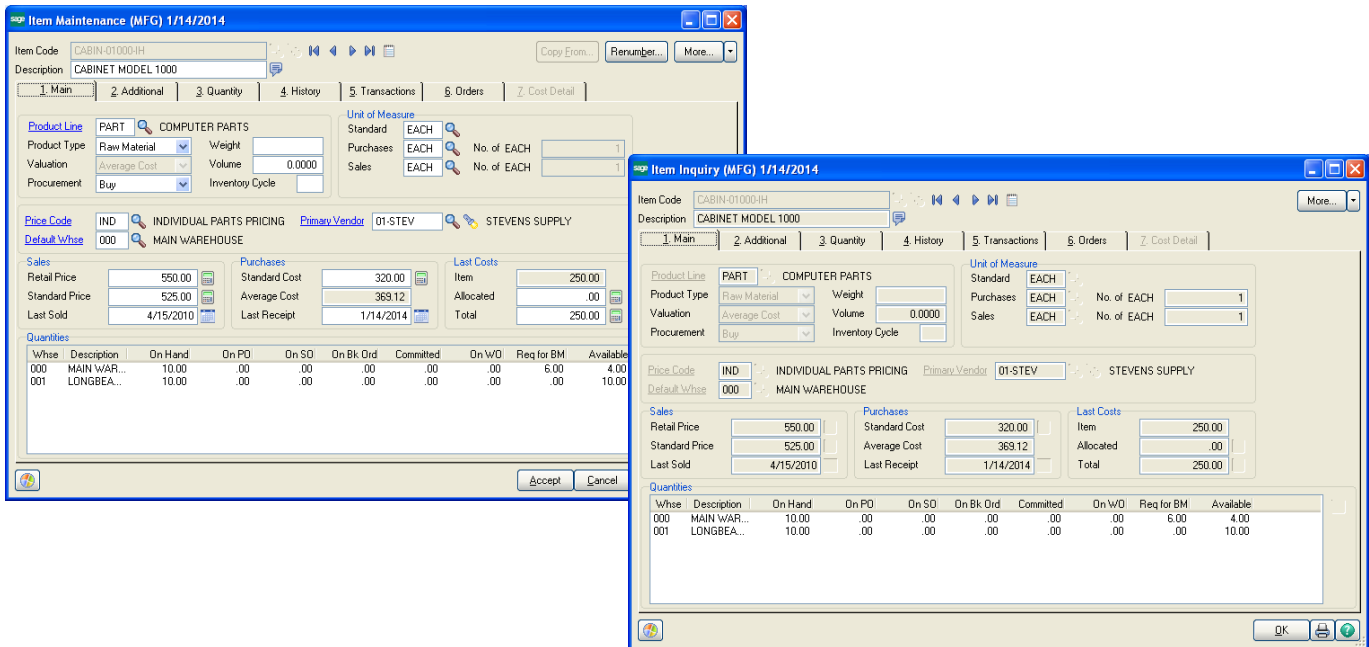 sage Item Maintenance (MFG) 1/14/2014
Item Code CABIN-01000-IH Copy From... Renumber... More...
Description CABINET MODEL 1000
1. Main 2. Additional 3. Quantity 4. History 5. Transactions 6. Orders 7. Cost Detail
Unit of Measure
Product Line PART COMPUTER PARTS Standard EACH
Product Type Raw Material Weight Purchases EACH No. of EACH 1
Valuation Average Cost Volume 0.0000 Sales EACH No. of EACH 1
Procurement Buy Inventory Cycle
Price Code IND INDIVIDUAL PARTS PRICING Primary Vendor 01-STEV STEVENS SUPPLY
Default Whse 000 MAIN WAREHOUSE
Sales Purchases Last Costs
Retail Price 550.00 Standard Cost 320.00 Item 250.00
Standard Price 525.00 Average Cost 369.12 Allocated .00
Last Sold 4/15/2010 Last Receipt 1/14/2014 Total 250.00
Quantities
Whse Description On Hand On PO On SO On Bk Ord Committed On WO Req for BM Available
000 MAIN WAR... 10.00 .00 .00 .00 .00 .00 6.00 4.00
001 LONGBEA... 10.00 .00 .00 .00 .00 .00 .00 10.00
Accept Cancel
sage Item Inquiry (MFG) 1/14/2014
Item Code CABIN-01000-IH More...
Description CABINET MODEL 1000
1. Main 2. Additional 3. Quantity 4. History 5. Transactions 6. Orders 7. Cost Detail
Unit of Measure
Product Line PART COMPUTER PARTS Standard EACH
Product Type Raw Material Weight Purchases EACH No. of EACH 1
Valuation Average Cost Volume 0.0000 Sales EACH No. of EACH 1
Procurement Buy Inventory Cycle
Price Code IND INDIVIDUAL PARTS PRICING Primary Vendor 01-STEV STEVENS SUPPLY
Default Whse 000 MAIN WAREHOUSE
Sales Purchases Last Costs
Retail Price 550.00 Standard Cost 320.00 Item 250.00
Standard Price 525.00 Average Cost 369.12 Allocated .00
Last Sold 4/15/2010 Last Receipt 1/14/2014 Total 250.00
Quantities
Whse Description On Hand On PO On SO On Bk Ord Committed On WO Req for BM Available
000 MAIN WAR... 10.00 .00 .00 .00 .00 .00 6.00 4.00
001 LONGBEA... 10.00 .00 .00 .00 .00 .00 .00 10.00
OK